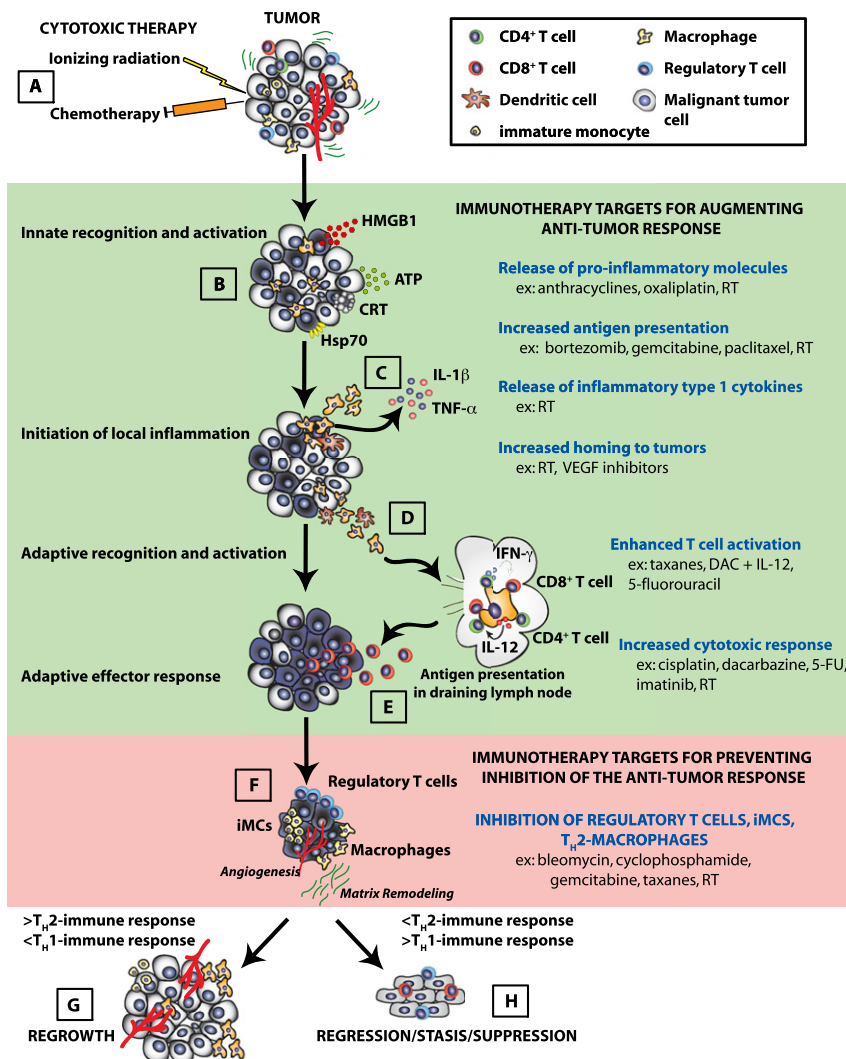 CYTOTOXIC THERAPY
TUMOR
Ionizing radiation
A
Chemotherapy
CD4+ T cell
CD8+ T cell
Dendritic cell
immature monocyte
Macrophage
Regulatory T cell
Malignant tumor
cell
Innate recognition and activation
HMGB1
B
ATP
CRT
Hsp70
IMMUNOTHERAPY TARGETS FOR AUGMENTING
ANTI-TUMOR RESPONSE
Release of pro-inflammatory molecules
ex: anthracyclines, oxaliplatin, RT
Increased antigen presentation
ex: bortezomib, gemcitabine, paclitaxel, RT
C
IL-1β
TNF-α
Release of inflammatory type 1 cytokines
ex: RT
Initiation of local inflammation
Increased homing to tumors
ex: RT, VEGF inhibitors
D
Adaptive recognition and activation
IFN-γ
CD8+ T cell
CD4+ T cell
IL-12
Enhanced T cell activation
ex: taxanes, DAC + IL-12,
5-fluorouracil
Increased cytotoxic response
ex: cisplatin, dacarbazine, 5-FU,
imatinib, RT
Adaptive effector response
E
Antigen presentation
in draining lymph node
F
Regulatory T cells
iMCs
Macrophages
Angiogenesis
Matrix Remodeling
IMMUNOTHERAPY TARGETS FOR PREVENTING
INHIBITION OF THE ANTI-TUMOR RESPONSE
INHIBITION OF REGULATORY T CELLS, iMCS,
TH2-MACROPHAGES
ex: bleomycin, cyclophosphamide,
gemcitabine, taxanes, RT
>TH2-immune response
<TH1-immune response
<TH2-immune response
>TH1-immune response
G
REGROWTH
H
REGRESSION/STASIS/SUPPRESSION